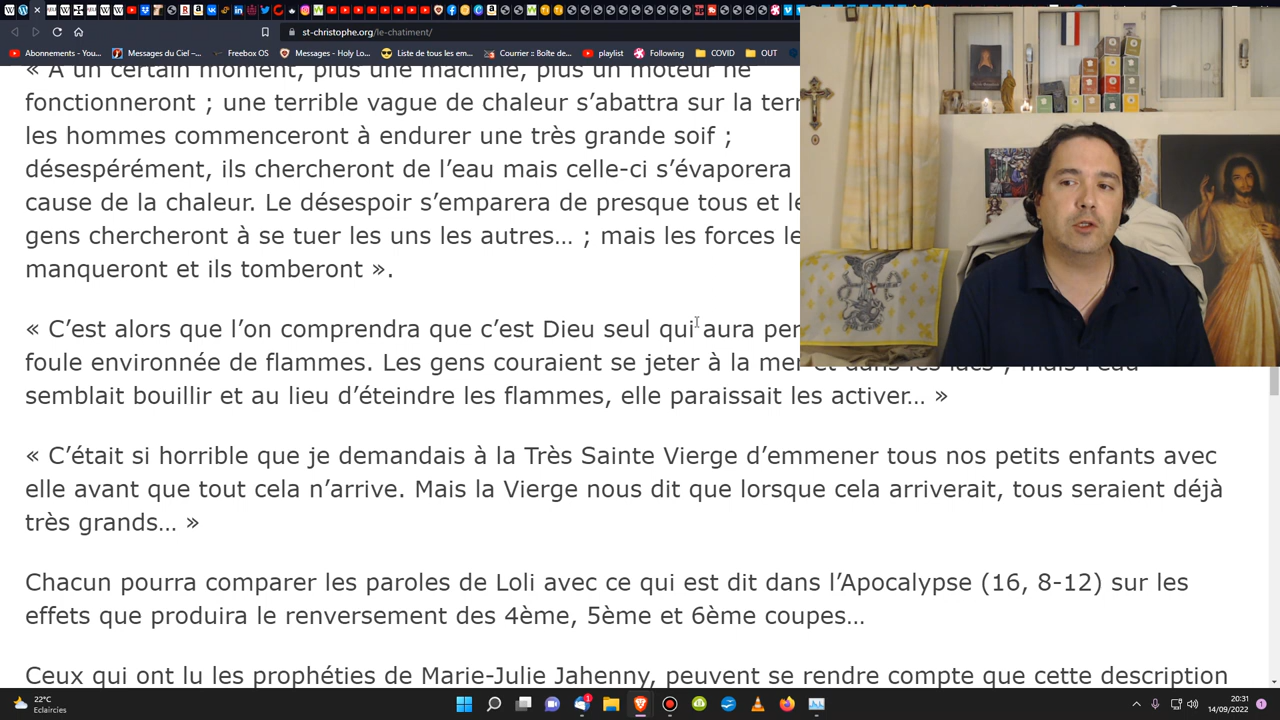 st-christophe.org/le-chatiment/
Abonnements - You...
Messages du Ciel –...
Freebox OS
Messages - Holy Lo...
Liste de tous les em...
Courrier :: Boîte de...
playlist
Following
COVID
OUT
« À un certain moment, plus une machine, plus un moteur ne
fonctionneront ; une terrible vague de chaleur s’abattra sur la terr
les hommes commenceront à endurer une très grande soif ;
désespérément, ils chercheront de l’eau mais celle-ci s’évaporera
cause de la chaleur. Le désespoir s’emparera de presque tous et le
gens chercheront à se tuer les uns les autres… ; mais les forces le
manqueront et ils tomberont ».
« C’est alors que l’on comprendra que c’est Dieu seul qui aura per
foule environnée de flammes. Les gens couraient se jeter à la mer et dans les lacs ; mais l’eau
semblait bouillir et au lieu d’éteindre les flammes, elle paraissait les activer… »
« C’était si horrible que je demandais à la Très Sainte Vierge d’emmener tous nos petits enfants avec
elle avant que tout cela n’arrive. Mais la Vierge nous dit que lorsque cela arriverait, tous seraient déjà
très grands… »
Chacun pourra comparer les paroles de Loli avec ce qui est dit dans l’Apocalypse (16, 8-12) sur les
effets que produira le renversement des 4ème, 5ème et 6ème coupes…
Ceux qui ont lu les prophéties de Marie-Julie Jahenny, peuvent se rendre compte que cette description
22°C
Eclaircies
20:31
14/09/2022